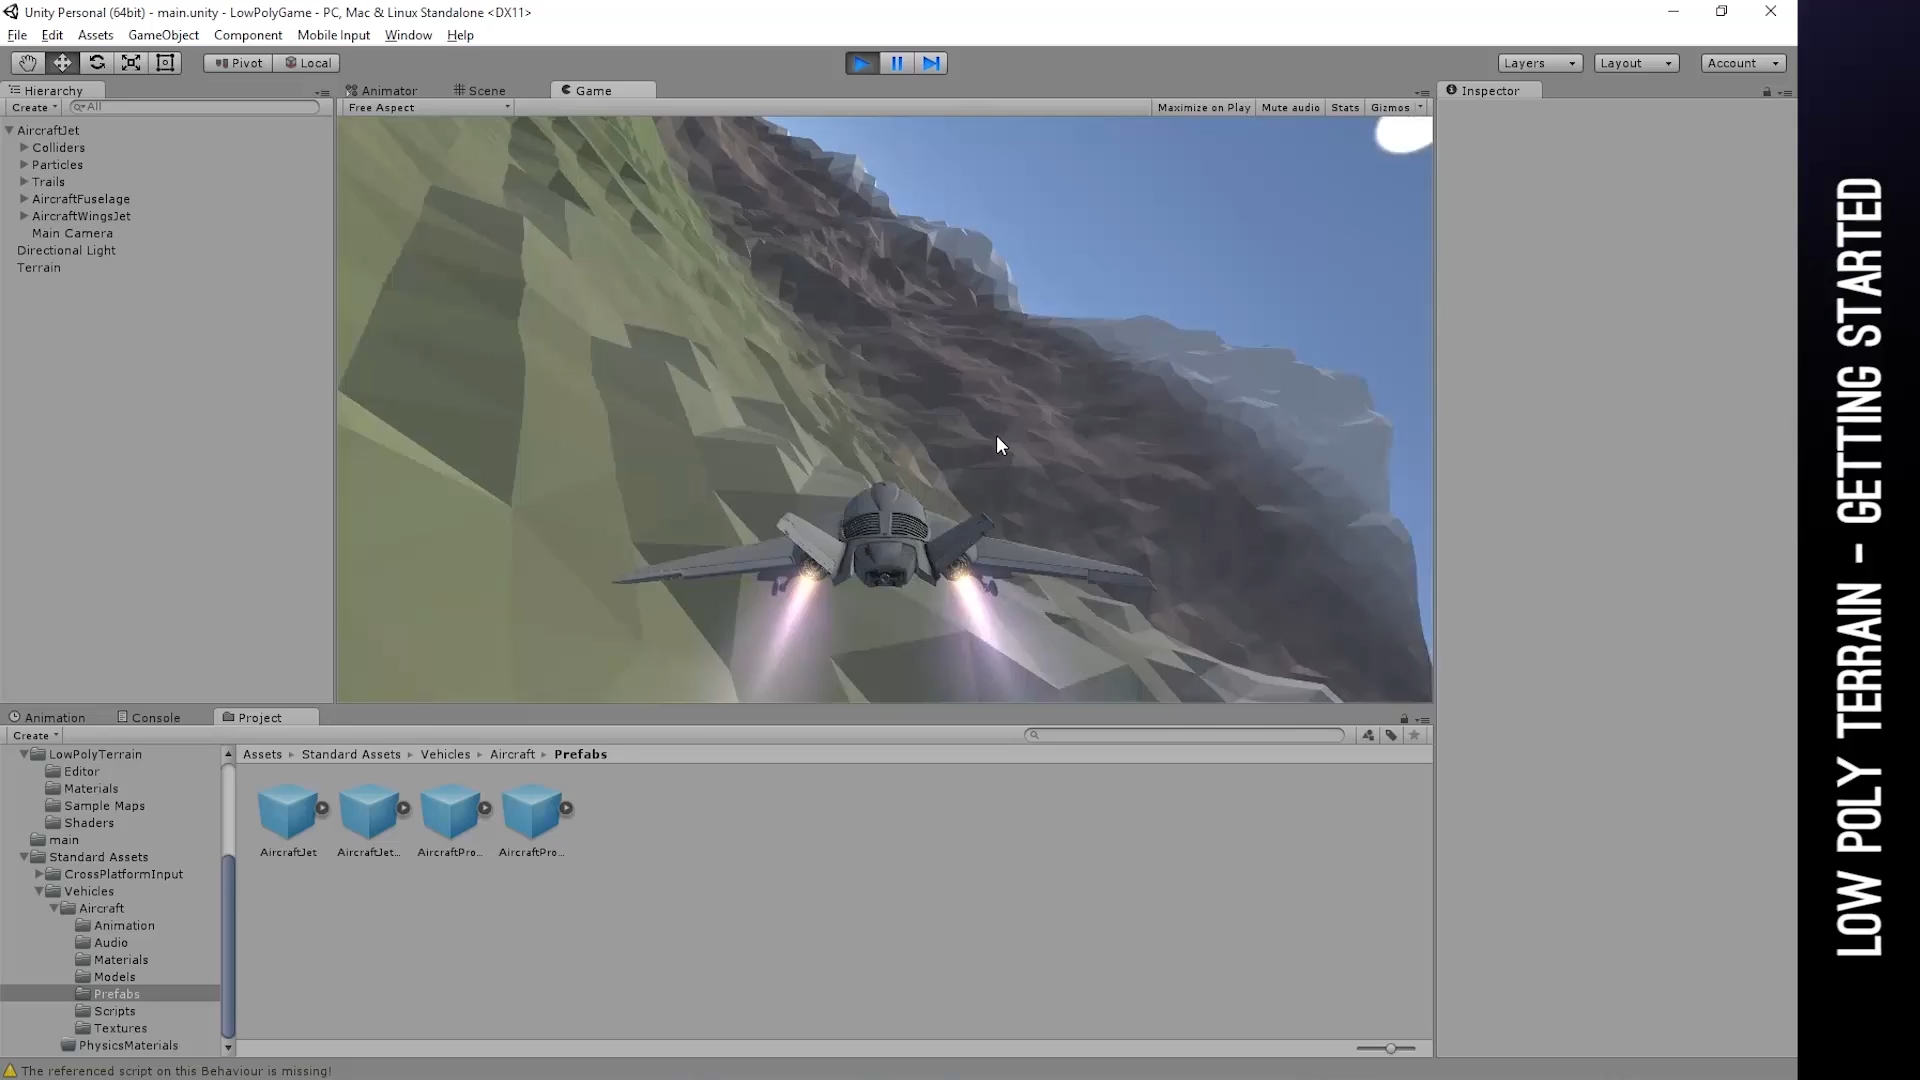 Unity Personal (64bit) - main.unity - LowPolyGame - PC, Mac & Linux Standalone <DX11>
File Edit Assets GameObject Component Mobile Input Window Help
Pivot Local Layers Layout Account
Hierarchy
Create All
AircraftJet
Colliders
Particles
Trails
AircraftFuselage
AircraftWingsJet
Main Camera
Directional Light
Terrain
Animator Scene Game
Free Aspect Maximize on Play Mute audio Stats Gizmos
Inspector
Animation Console Project
Create
LowPolyTerrain
Editor
Materials
Sample Maps
Shaders
main
Standard Assets
CrossPlatformInput
Vehicles
Aircraft
Animation
Audio
Materials
Models
Prefabs
Scripts
Textures
PhysicsMaterials
Assets Standard Assets Vehicles Aircraft Prefabs
AircraftJet AircraftJet... AircraftPro... AircraftPro...
The referenced script on this Behaviour is missing!
LOW POLY TERRAIN - GETTING STARTED